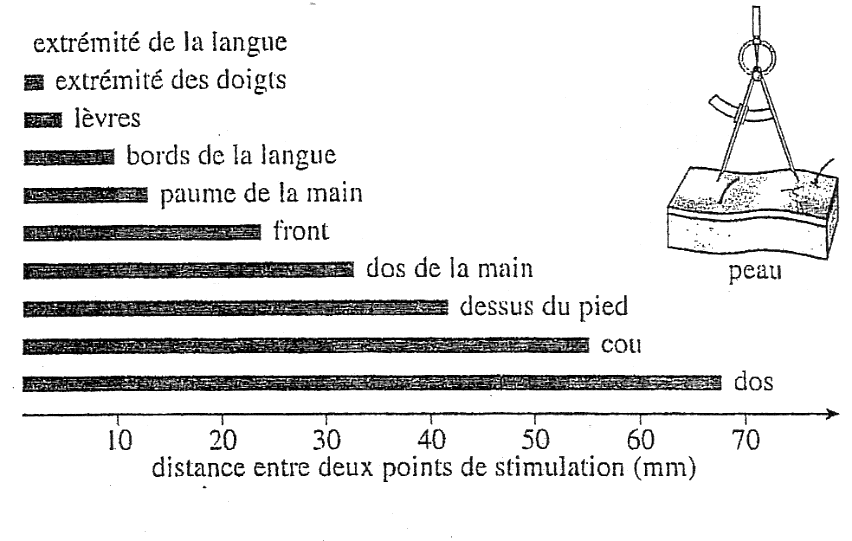 extrémité de la langue
extrémité des doigts
lèvres
bords de la langue
paume de la main
front
dos de la main
dessus du pied
cou
dos
peau
10 20 30 40 50 60 70
distance entre deux points de stimulation (mm)